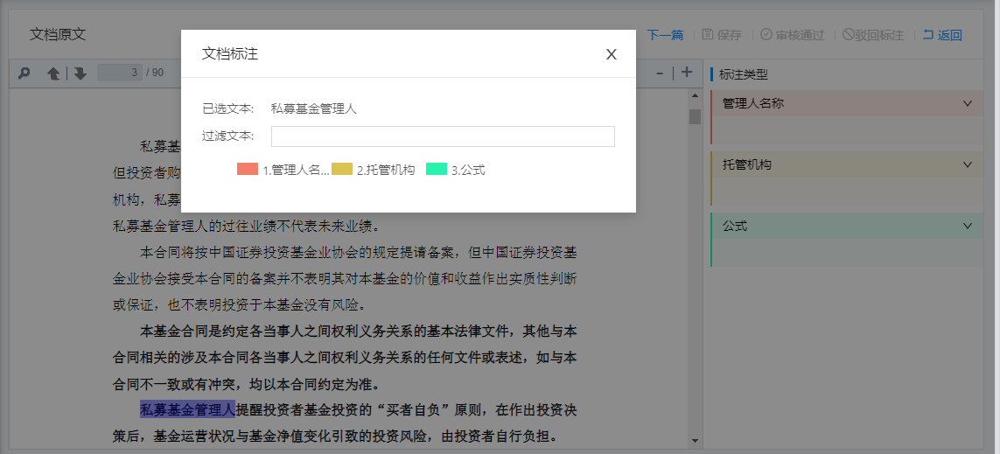 文档原文
下一篇 保存 审核通过 驳回标注 返回
文档标注 X
3 / 90 - +
标注类型
已选文本: 私募基金管理人
过滤文本:
1.管理人名... 2.托管机构 3.公式
管理人名称
托管机构
公式
私募基
但投资者购
机构，私募
私募基金管理人的过往业绩不代表未来业绩。
本合同将按中国证券投资基金业协会的规定提请备案，但中国证券投资基
金业协会接受本合同的备案并不表明其对本基金的价值和收益作出实质性判断
或保证，也不表明投资于本基金没有风险。
本基金合同是约定各当事人之间权利义务关系的基本法律文件，其他与本
合同相关的涉及本合同各当事人之间权利义务关系的任何文件或表述，如与本
合同不一致或有冲突，均以本合同约定为准。
私募基金管理人提醒投资者基金投资的“买者自负”原则，在作出投资决
策后，基金运营状况与基金净值变化引致的投资风险，由投资者自行负担。